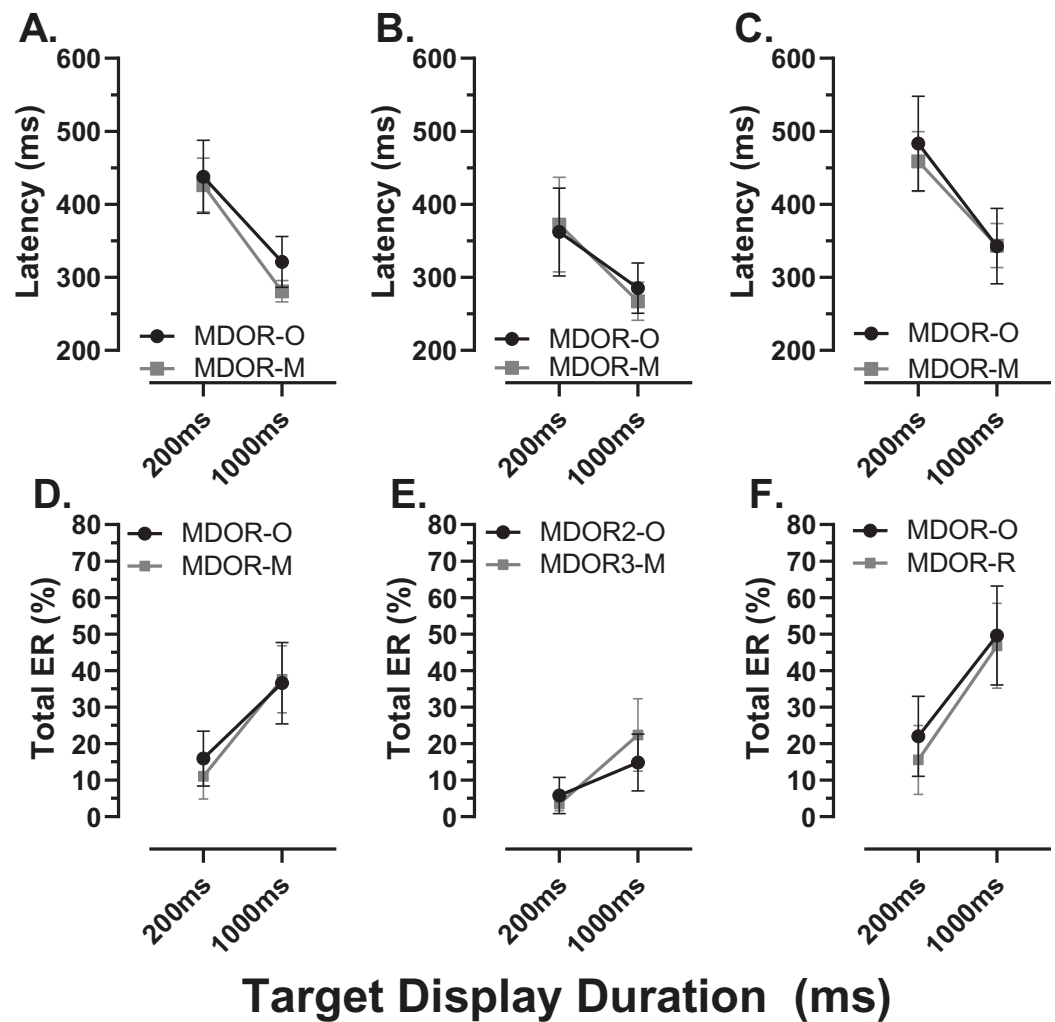 A.
600
500
400
300
200
Latency (ms)
MDOR-O
MDOR-M
200ms
1000ms
B.
600
500
400
300
200
Latency (ms)
MDOR-O
MDOR-M
200ms
1000ms
C.
600
500
400
300
200
Latency (ms)
MDOR-O
MDOR-M
200ms
1000ms
D.
80
70
60
50
40
30
20
10
0
Total ER (%)
MDOR-O
MDOR-M
200ms
1000ms
E.
80
70
60
50
40
30
20
10
0
Total ER (%)
MDOR2-O
MDOR3-M
200ms
1000ms
F.
80
70
60
50
40
30
20
10
0
Total ER (%)
MDOR-O
MDOR-R
200ms
1000ms
Target Display Duration (ms)